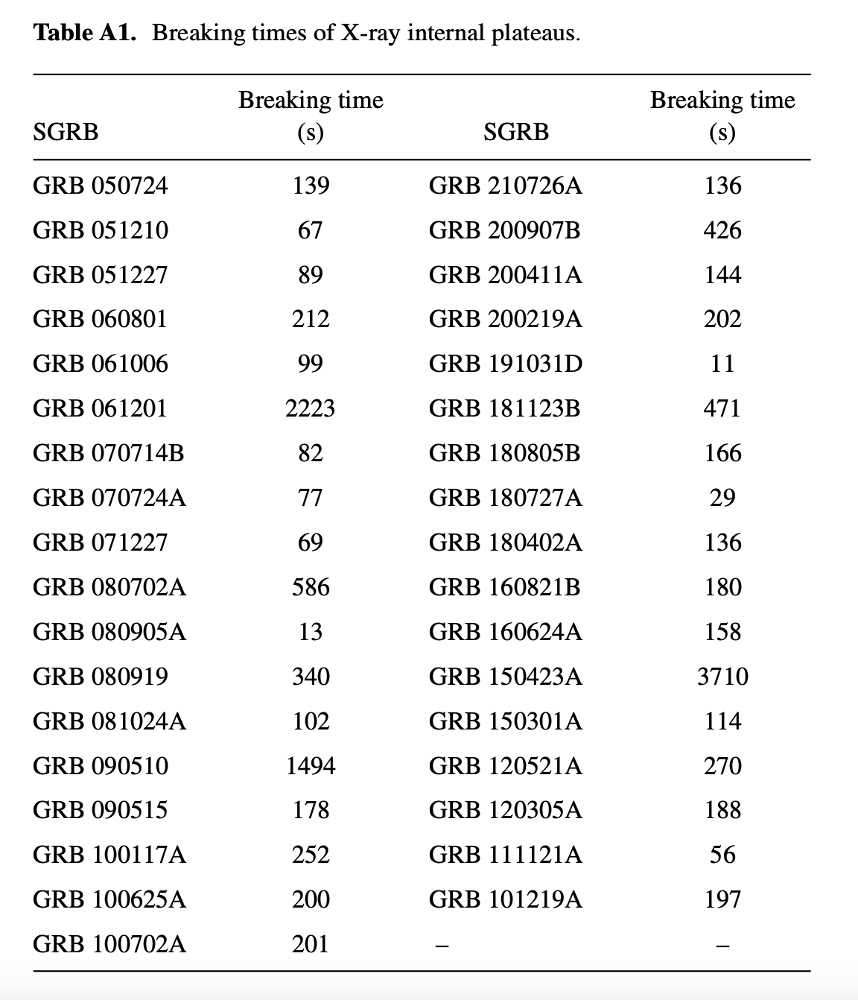 Table A1. Breaking times of X-ray internal plateaus.
Breaking time Breaking time
SGRB (s) SGRB (s)
GRB 050724 139 GRB 210726A 136
GRB 051210 67 GRB 200907B 426
GRB 051227 89 GRB 200411A 144
GRB 060801 212 GRB 200219A 202
GRB 061006 99 GRB 191031D 11
GRB 061201 2223 GRB 181123B 471
GRB 070714B 82 GRB 180805B 166
GRB 070724A 77 GRB 180727A 29
GRB 071227 69 GRB 180402A 136
GRB 080702A 586 GRB 160821B 180
GRB 080905A 13 GRB 160624A 158
GRB 080919 340 GRB 150423A 3710
GRB 081024A 102 GRB 150301A 114
GRB 090510 1494 GRB 120521A 270
GRB 090515 178 GRB 120305A 188
GRB 100117A 252 GRB 111121A 56
GRB 100625A 200 GRB 101219A 197
GRB 100702A 201 – –